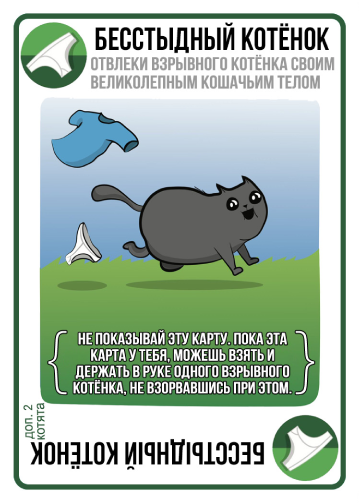 БЕССТЫДНЫЙ КОТЁНОК
ОТВЛЕКИ ВЗРЫВНОГО КОТЁНКА СВОИМ
ВЕЛИКОЛЕПНЫМ КОШАЧЬИМ ТЕЛОМ
НЕ ПОКАЗЫВАЙ ЭТУ КАРТУ. ПОКА ЭТА
КАРТА У ТЕБЯ, МОЖЕШЬ ВЗЯТЬ И
ДЕРЖАТЬ В РУКЕ ОДНОГО ВЗРЫВНОГО
КОТЁНКА, НЕ ВЗОРВАВШИСЬ ПРИ ЭТОМ.
доп. 2
котята
БЕССТЫДНЫЙ КОТЁНОК